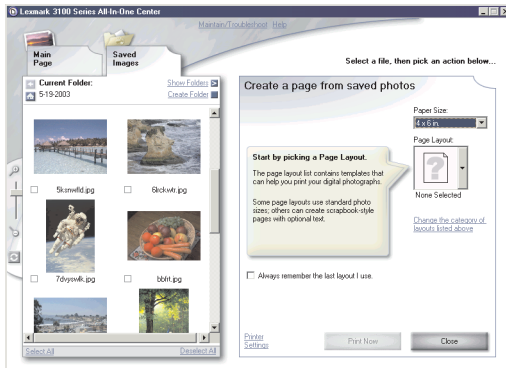 Lexmark 3100 Series All-In-One Center
Maintain/Troubleshoot Help
Main
Page
Saved
Images
Select a file, then pick an action below...
Current Folder:
Show Folders
5-19-2003
Create Folder
5ksnwfld.jpg
6lrckwtr.jpg
7dvyswlk.jpg
bbfrt.jpg
Select All
Deselect All
Create a page from saved photos
Paper Size:
4 x 6 in.
Page Layout:
?
None Selected
Change the category of
layouts listed above
Start by picking a Page Layout.
The page layout list contains templates that
can help you print your digital photographs.
Some page layouts use standard photo
sizes; others can create scrapbook-style
pages with optional text.
Always remember the last layout I use.
Printer
Settings
Print Now
Close